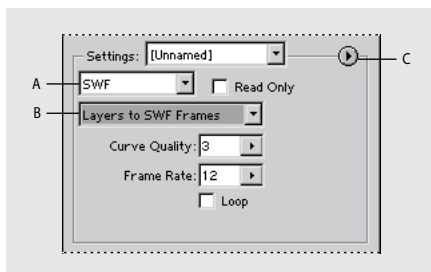 Settings: [Unnamed]
A SWF Read Only C
B Layers to SWF Frames
Curve Quality: 3
Frame Rate: 12
Loop